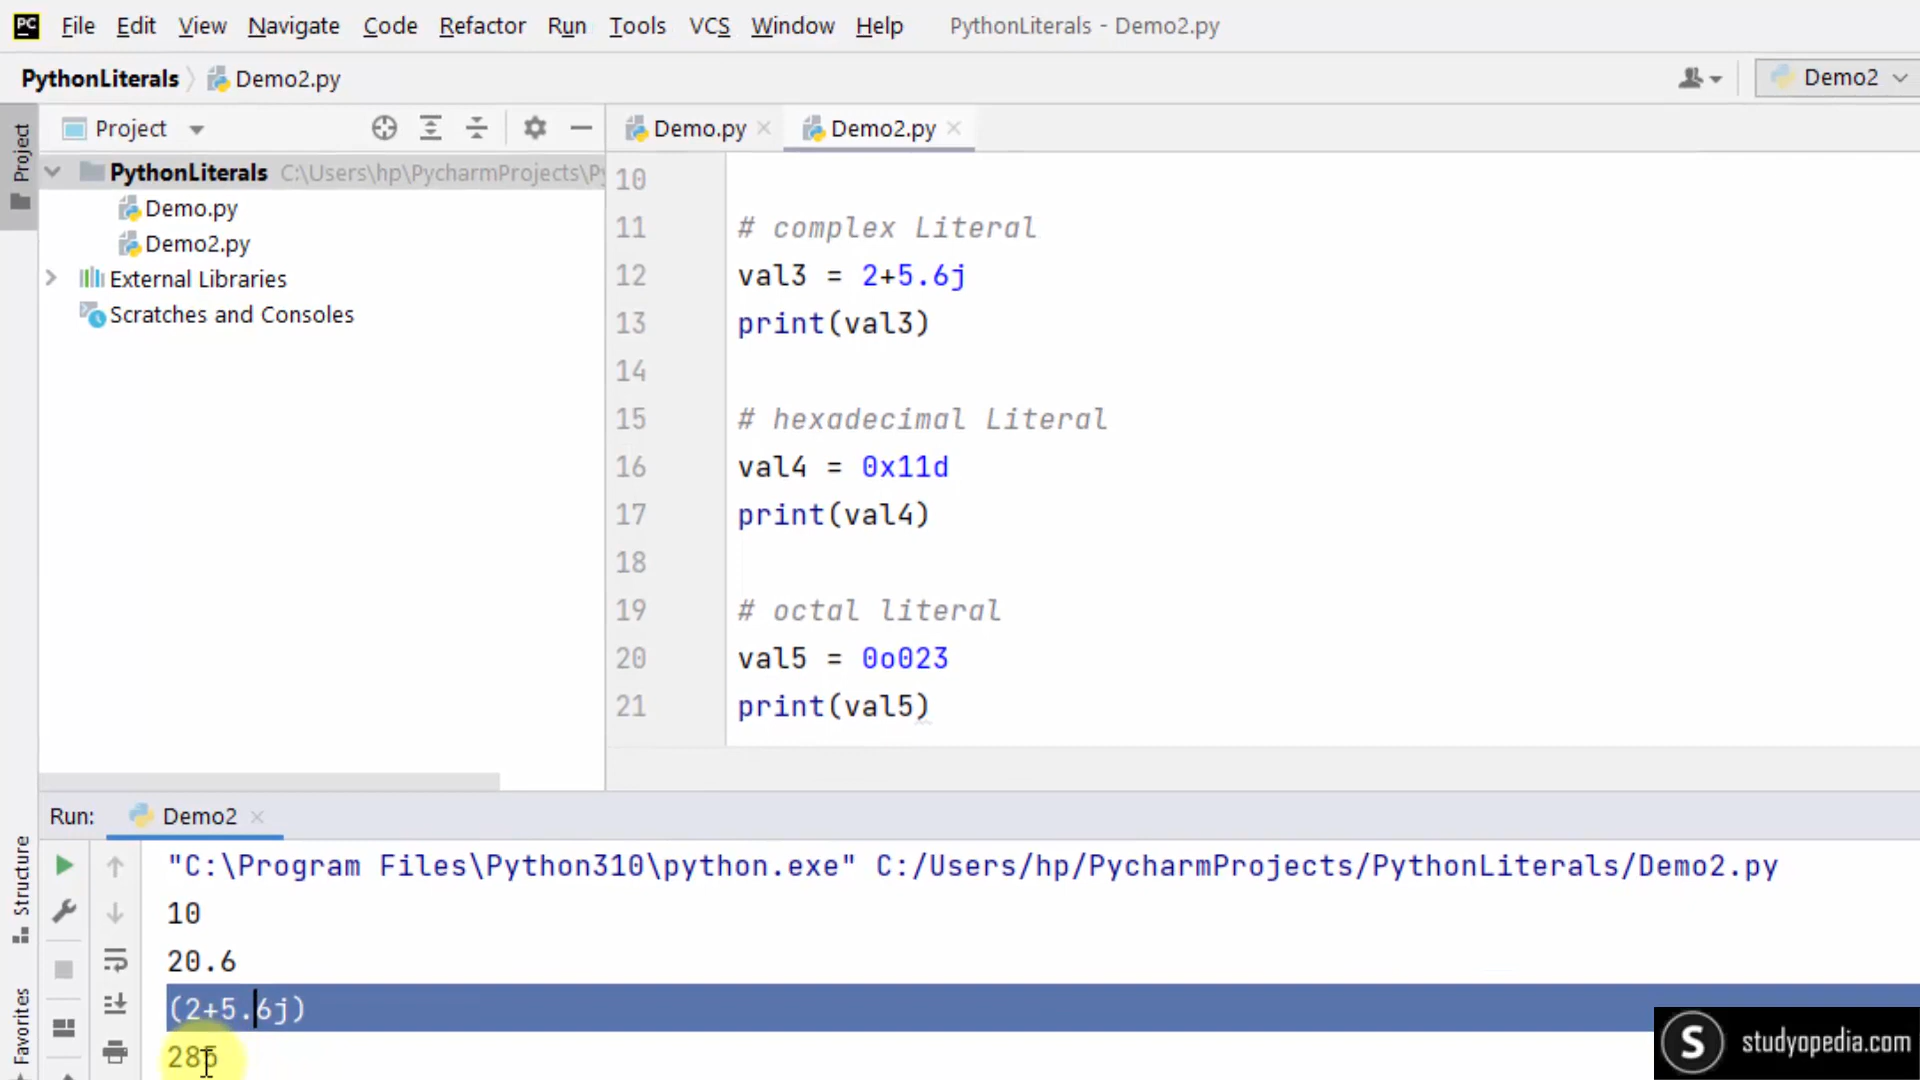 PC File Edit View Navigate Code Refactor Run Tools VCS Window Help PythonLiterals - Demo2.py
PythonLiterals Demo2.py Demo2
Project
Project
Demo.py Demo2.py
PythonLiterals C:\Users\hp\PycharmProjects\Py
Demo.py
Demo2.py
External Libraries
Scratches and Consoles
10
11 # complex Literal
12 val3 = 2+5.6j
13 print(val3)
14
15 # hexadecimal Literal
16 val4 = 0x11d
17 print(val4)
18
19 # octal literal
20 val5 = 0o023
21 print(val5)
Run: Demo2
Structure
Favorites
"C:\Program Files\Python310\python.exe" C:/Users/hp/PycharmProjects/PythonLiterals/Demo2.py
10
20.6
(2+5.6j)
285
S studyopedia.com